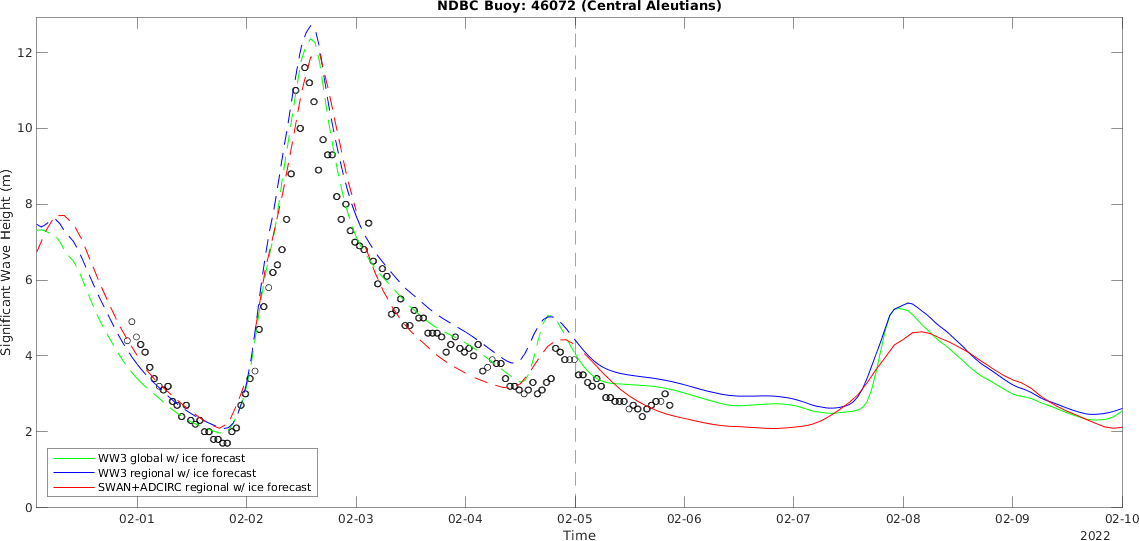 NDBC Buoy: 46072 (Central Aleutians)
Significant Wave Height (m)
12
10
8
6
4
2
0
WW3 global w/ ice forecast
WW3 regional w/ ice forecast
SWAN+ADCIRC regional w/ ice forecast
02-01 02-02 02-03 02-04 02-05 02-06 02-07 02-08 02-09 02-10
Time
2022